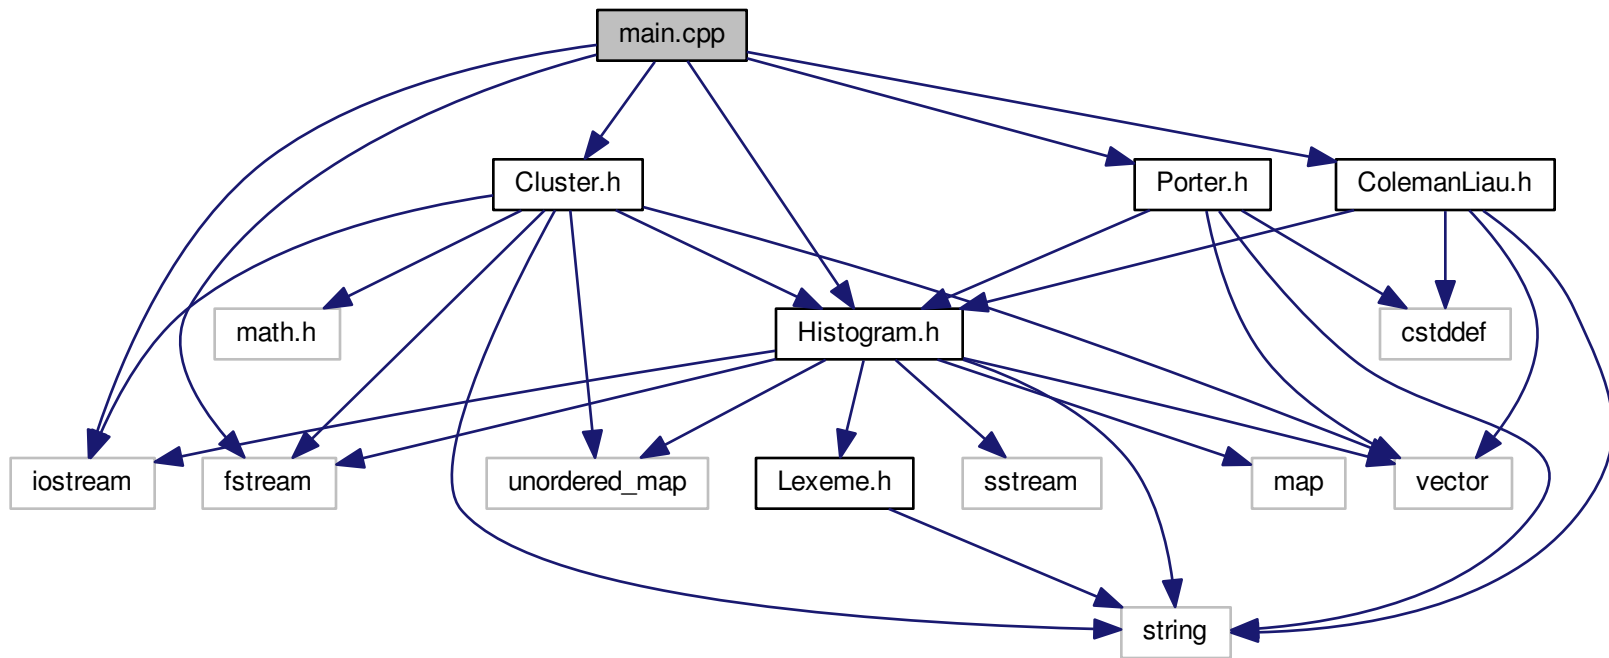 main.cpp
Cluster.h
Porter.h
ColemanLiau.h
math.h
Histogram.h
cstddef
iostream
fstream
unordered_map
Lexeme.h
sstream
map
vector
string